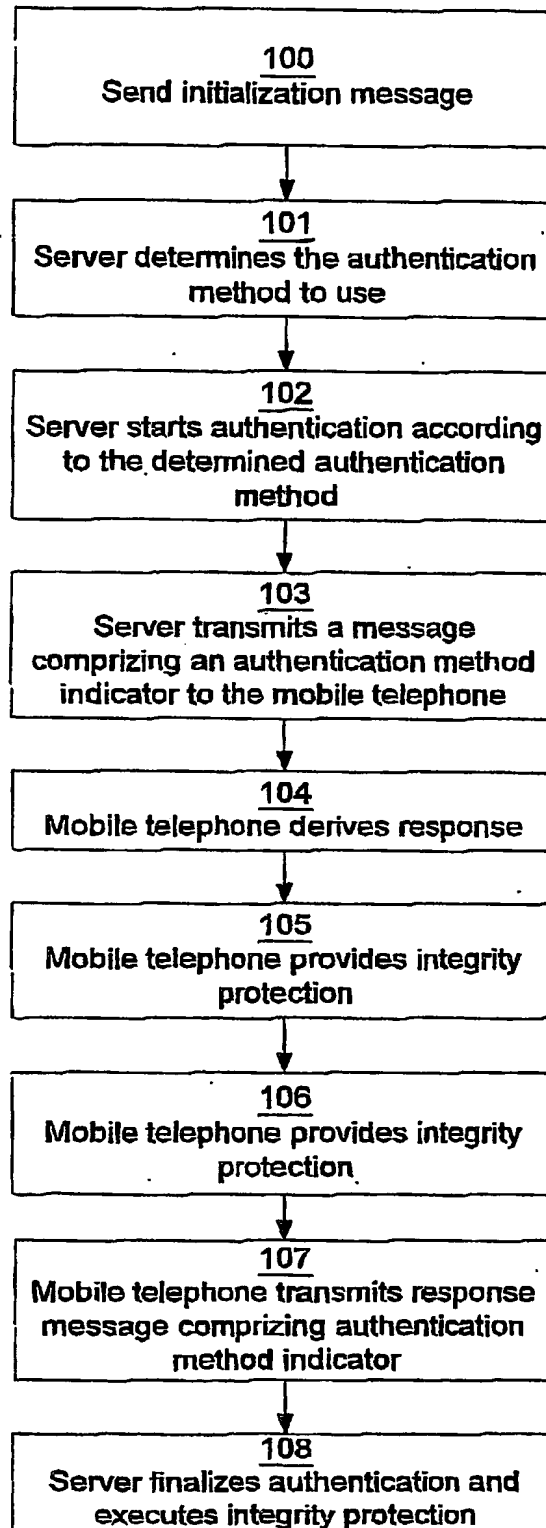 100
Send initialization message
101
Server determines the authentication
method to use
102
Server starts authentication according
to the determined authentication
method
103
Server transmits a message
comprizing an authentication method
indicator to the mobile telephone
104
Mobile telephone derives response
105
Mobile telephone provides integrity
protection
106
Mobile telephone provides integrity
protection
107
Mobile telephone transmits response
message comprizing authentication
method indicator
108
Server finalizes authentication and
executes integrity protection